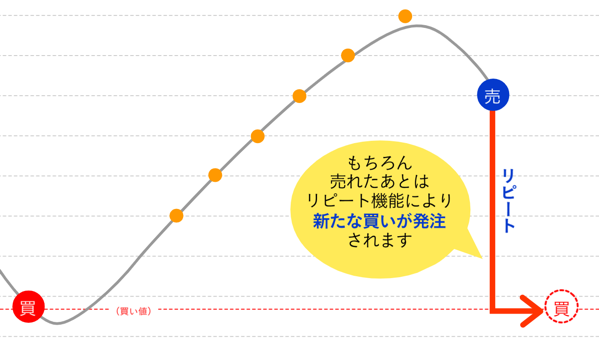 売
もちろん
売れたあとは
リピート機能により
新たな買いが発注
されます
リピート
買
（買い値）
買